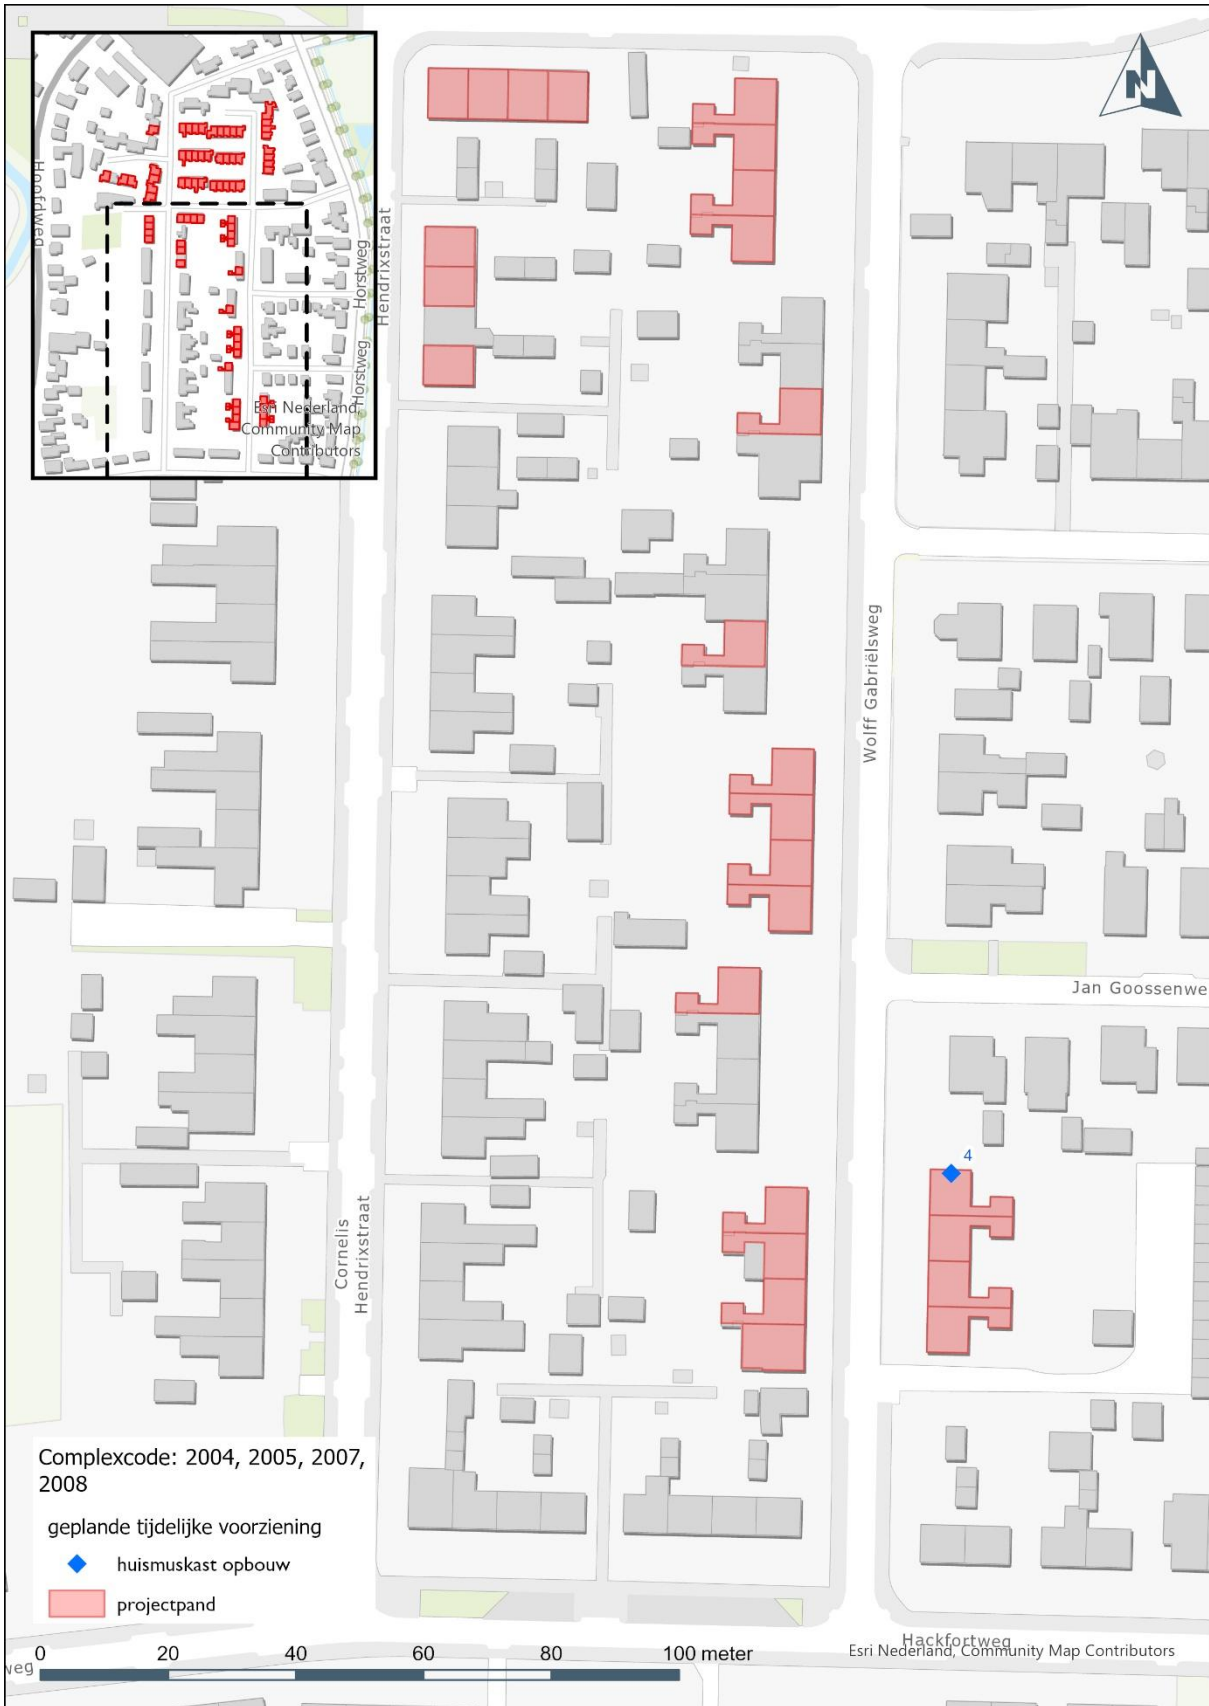 N
Hoofdweg
Horstweg
Horstweg
Esri Nederland,
Community Map
Contributors
Hendrixstraat
Wolff Gabriëlsweg
Jan Goossenwe
4
Cornelis
Hendrixstraat
Complexcode: 2004, 2005, 2007,
2008
geplande tijdelijke voorziening
huismuskast opbouw
projectpand
0 20 40 60 80 100 meter
weg
Hackfortweg
Esri Nederland, Community Map Contributors